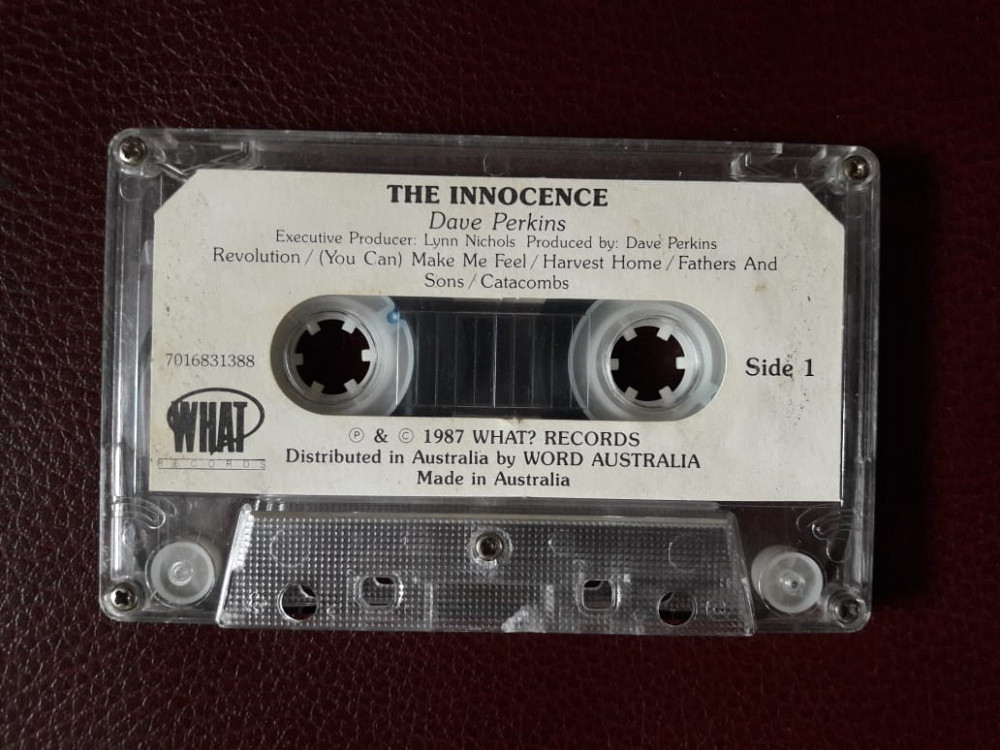 THE INNOCENCE
Dave Perkins
Executive Producer: Lynn Nichols Produced by: Dave Perkins
Revolution / (You Can) Make Me Feel / Harvest Home / Fathers And
Sons / Catacombs
7016831388
Side 1
WHAT
RECORDS
℗ & © 1987 WHAT? RECORDS
Distributed in Australia by WORD AUSTRALIA
Made in Australia